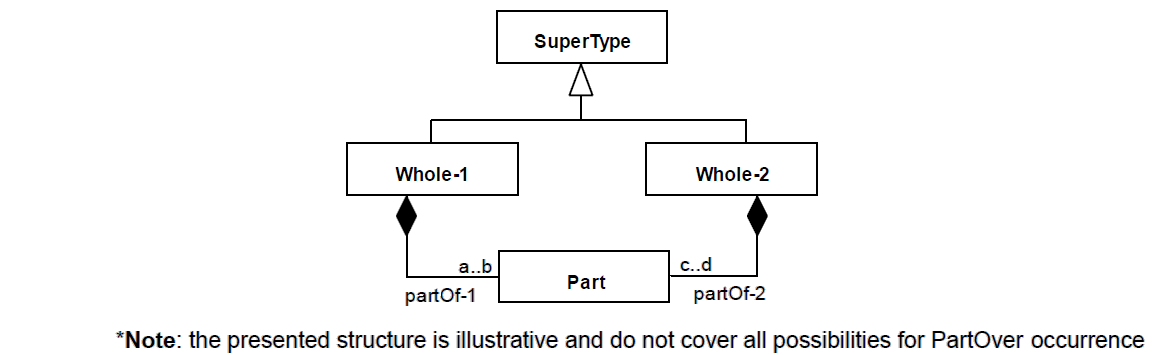 SuperType
Whole-1
Whole-2
a..b
Part
c..d
partOf-1
partOf-2
*Note: the presented structure is illustrative and do not cover all possibilities for PartOver occurrence